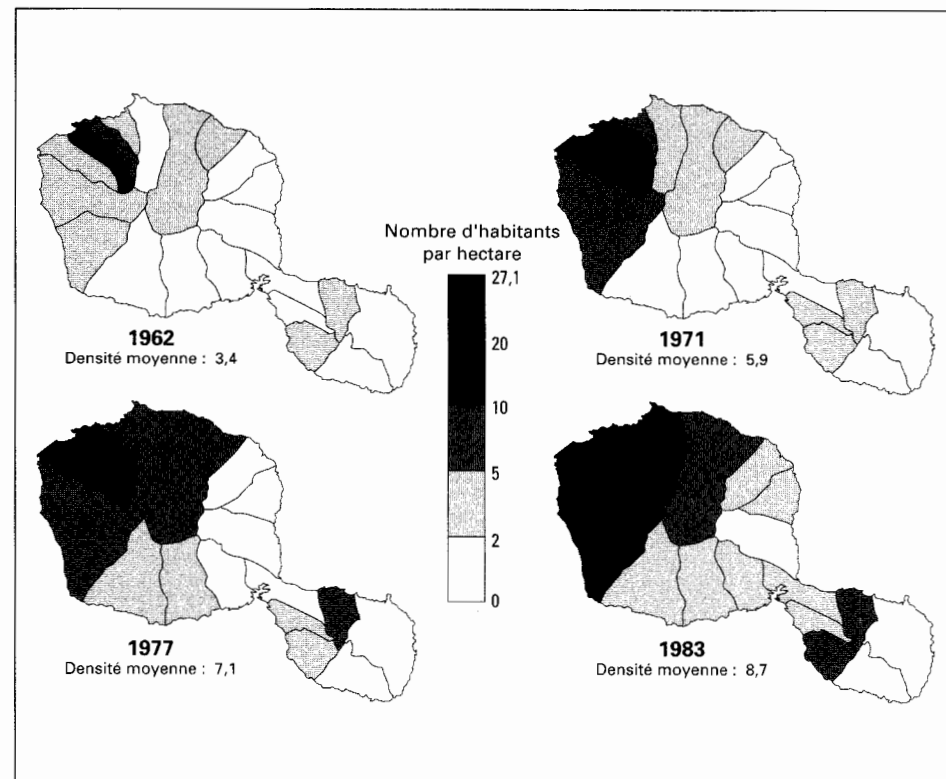 Nombre d'habitants
par hectare
27,1
20
10
5
2
0
1962
Densité moyenne : 3,4
1971
Densité moyenne : 5,9
1977
Densité moyenne : 7,1
1983
Densité moyenne : 8,7